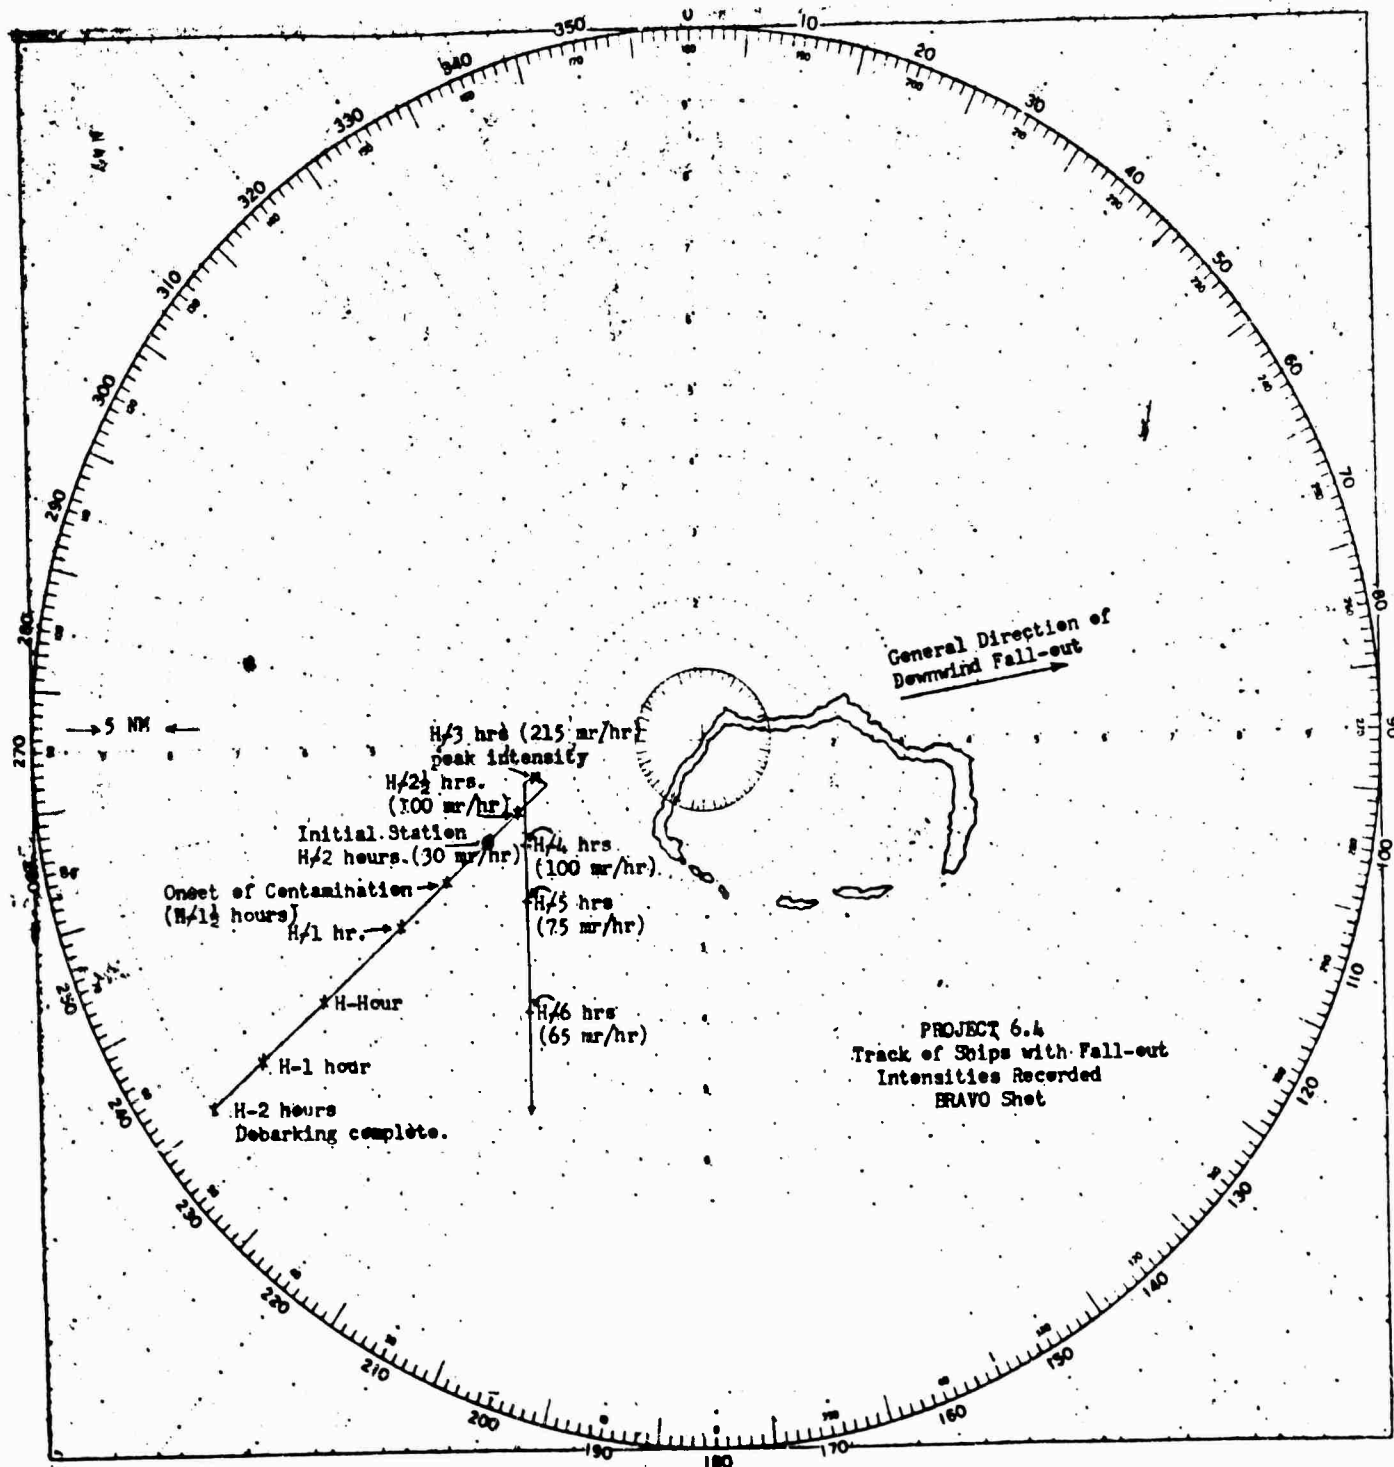 0
10
20
30
40
50
60
70
80
90
100
110
120
130
140
150
160
170
180
190
200
210
220
230
240
250
270
280
290
300
310
320
330
340
350
General Direction of
Downwind Fall-out
5 NM
H+3 hrs (215 mr/hr)
peak intensity
H+2½ hrs.
(100 mr/hr)
Initial Station
H+2 hours. (30 mr/hr)
H+4 hrs
(100 mr/hr)
Onset of Contamination
(H+1½ hours)
H+5 hrs
(75 mr/hr)
H+1 hr.
H-Hour
H+6 hrs
(65 mr/hr)
H-1 hour
H-2 hours
Debarking complete.
PROJECT 6.4
Track of Ships with Fall-out
Intensities Recorded
BRAVO Shot